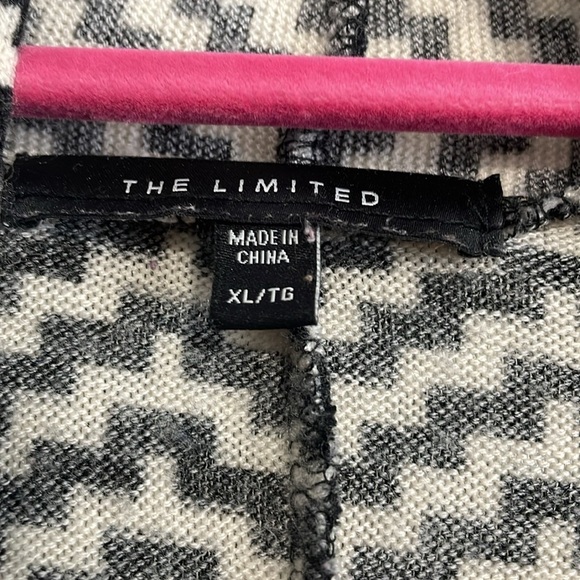 THE LIMITED
MADE IN
CHINA
XL/TG